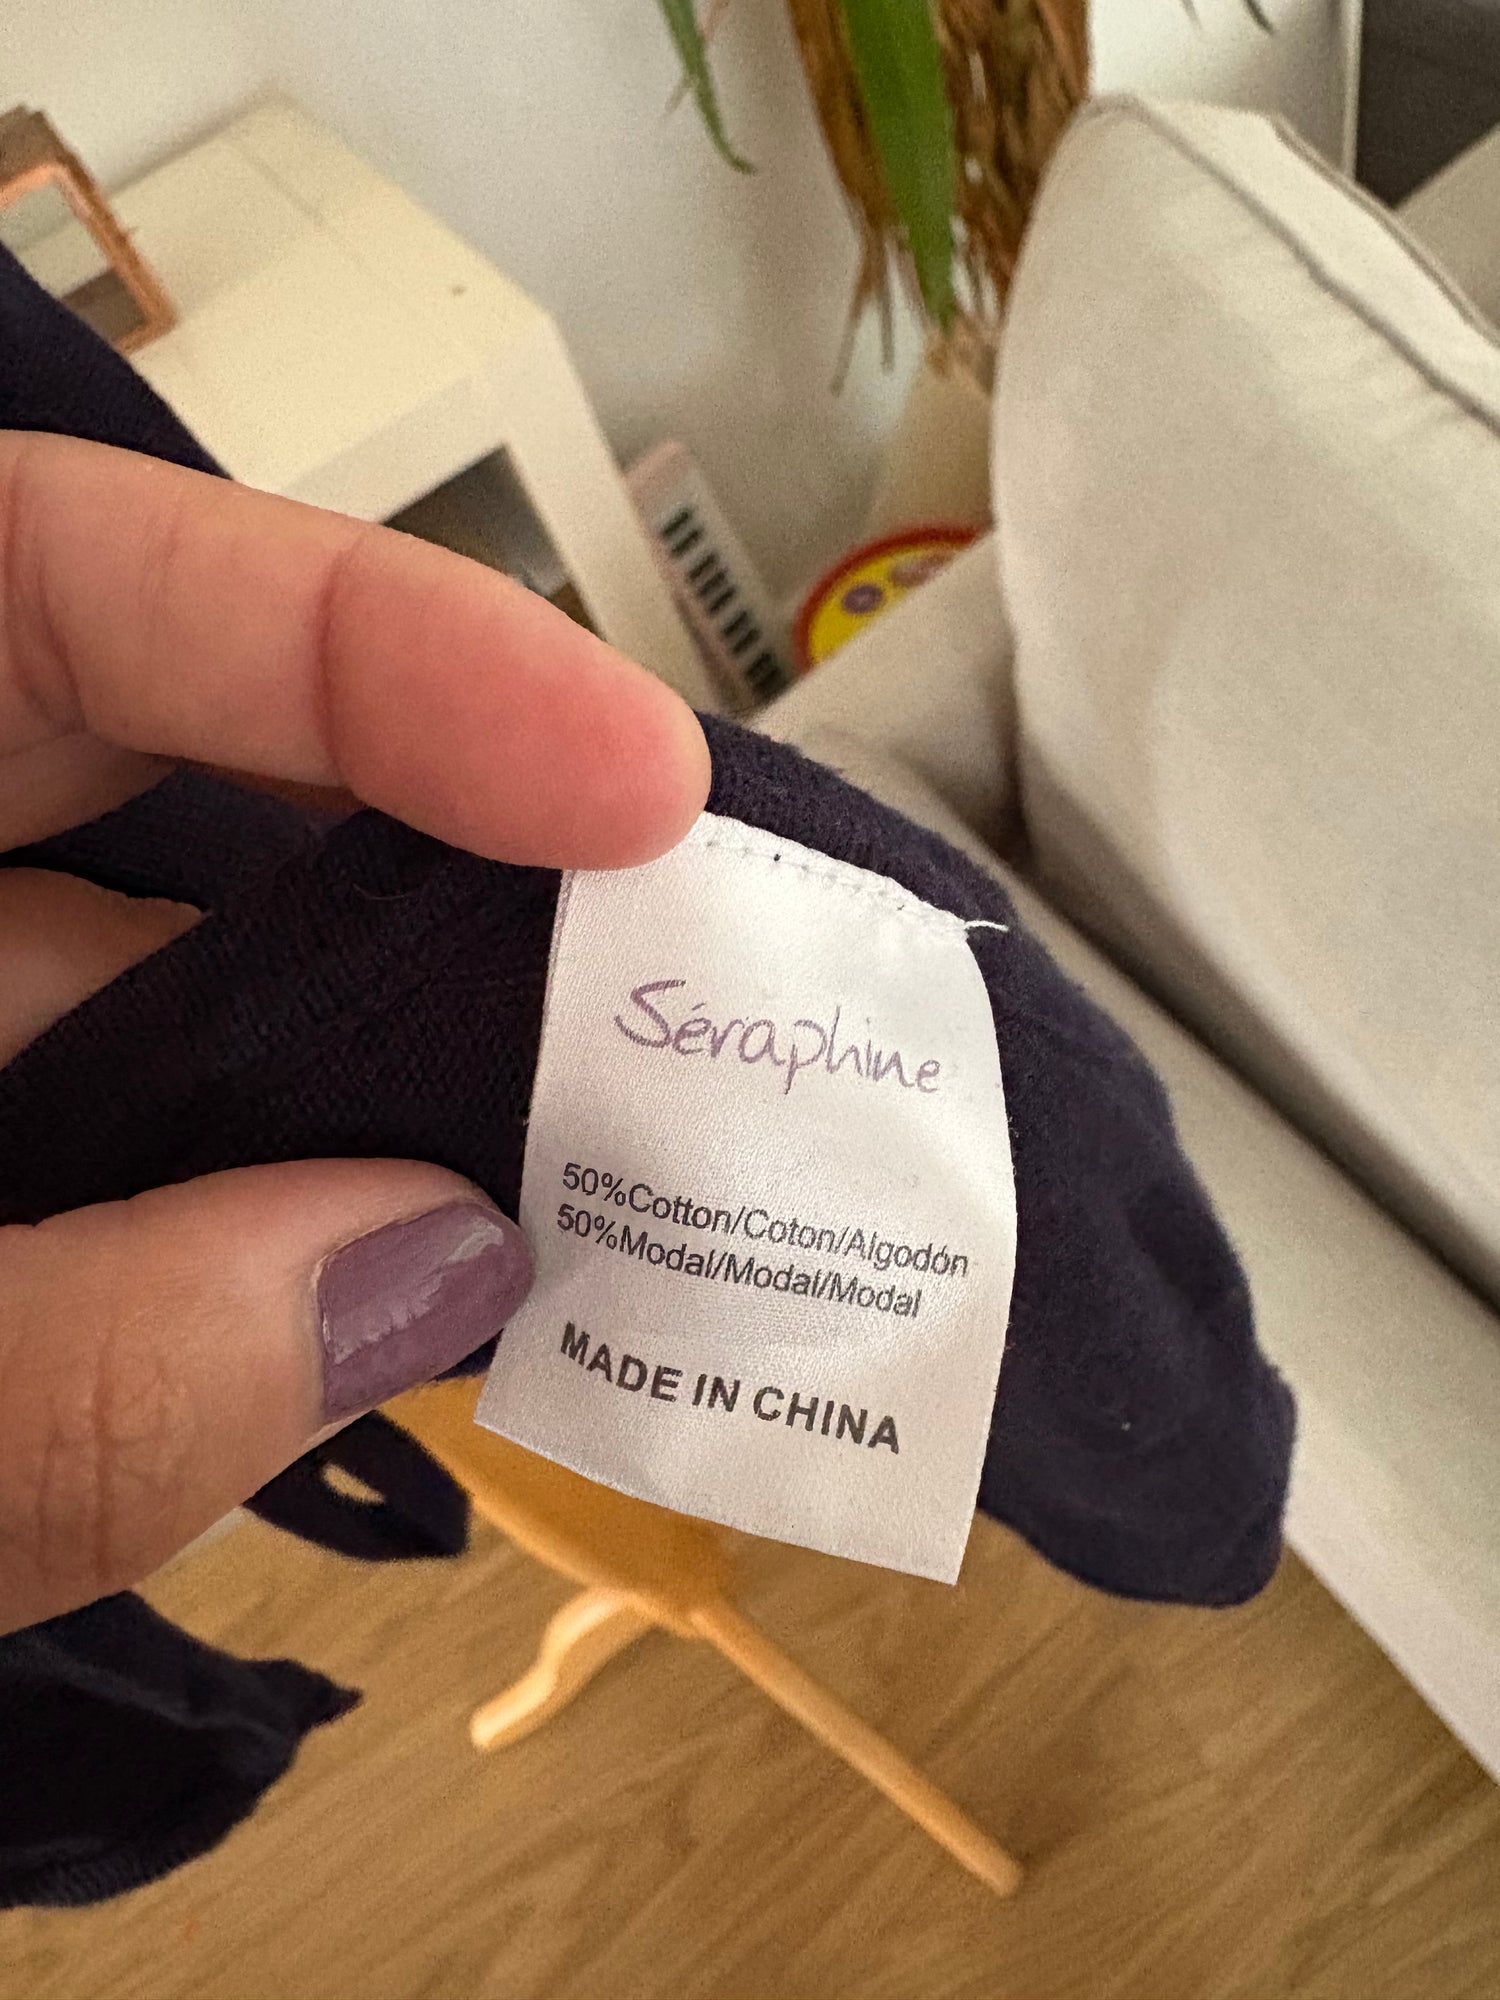 Séraphine
50%Cotton/Coton/Algodón
50%Modal/Modal/Modal
MADE IN CHINA